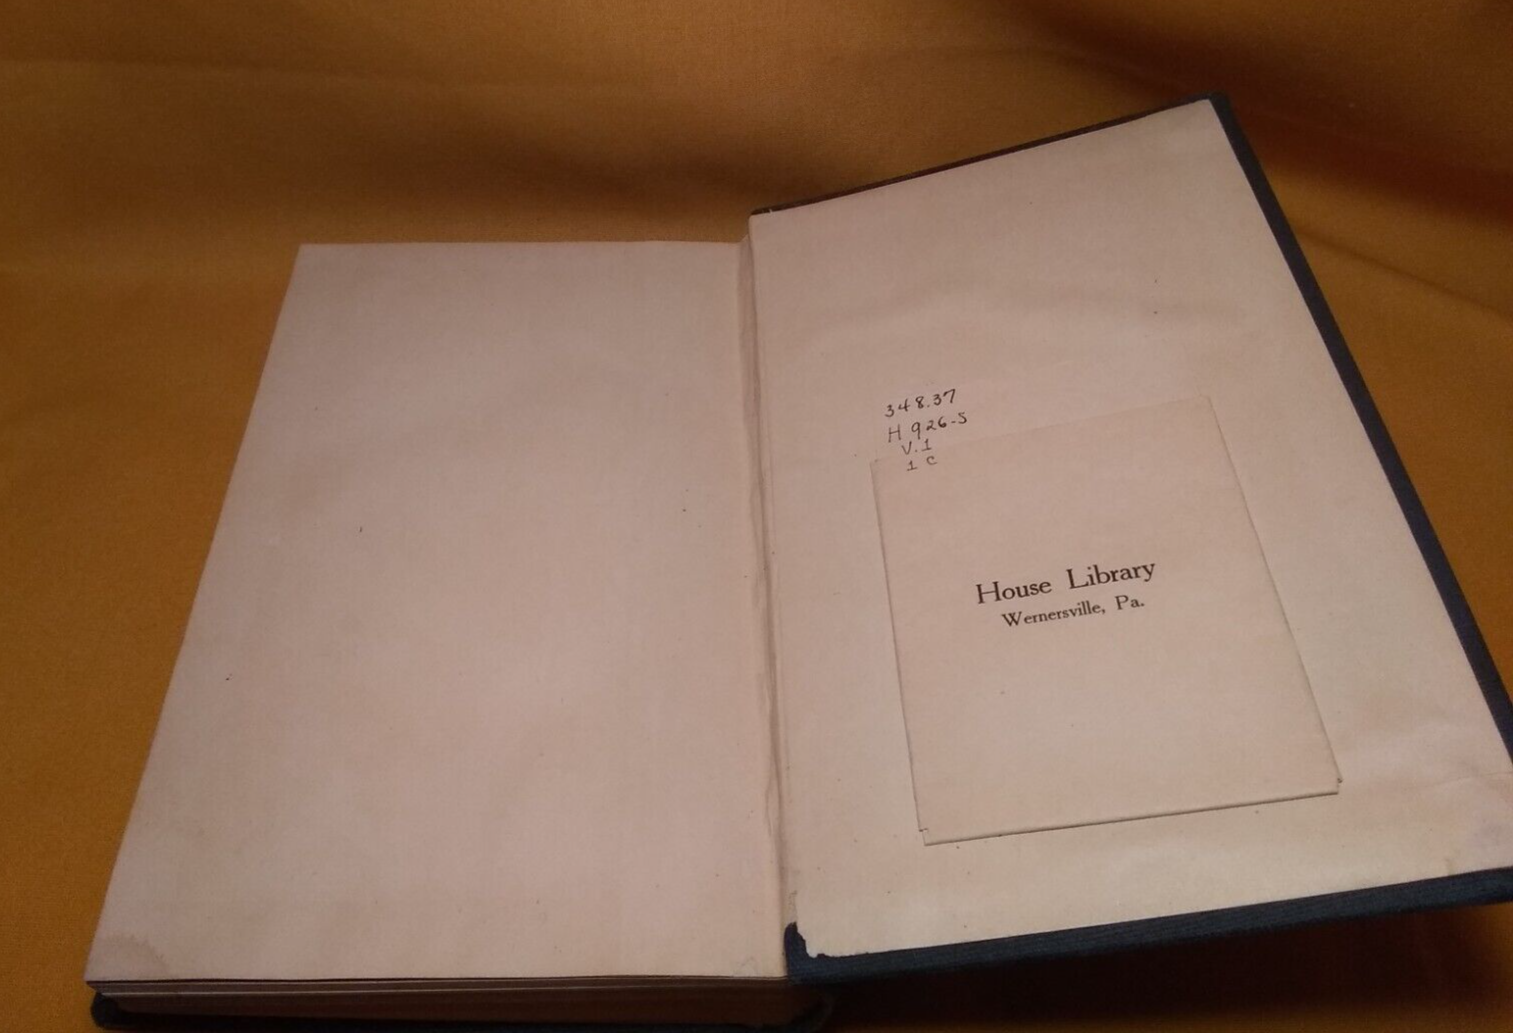 348.37
H 926-S
V.1
1 C
House Library
Wernersville, Pa.